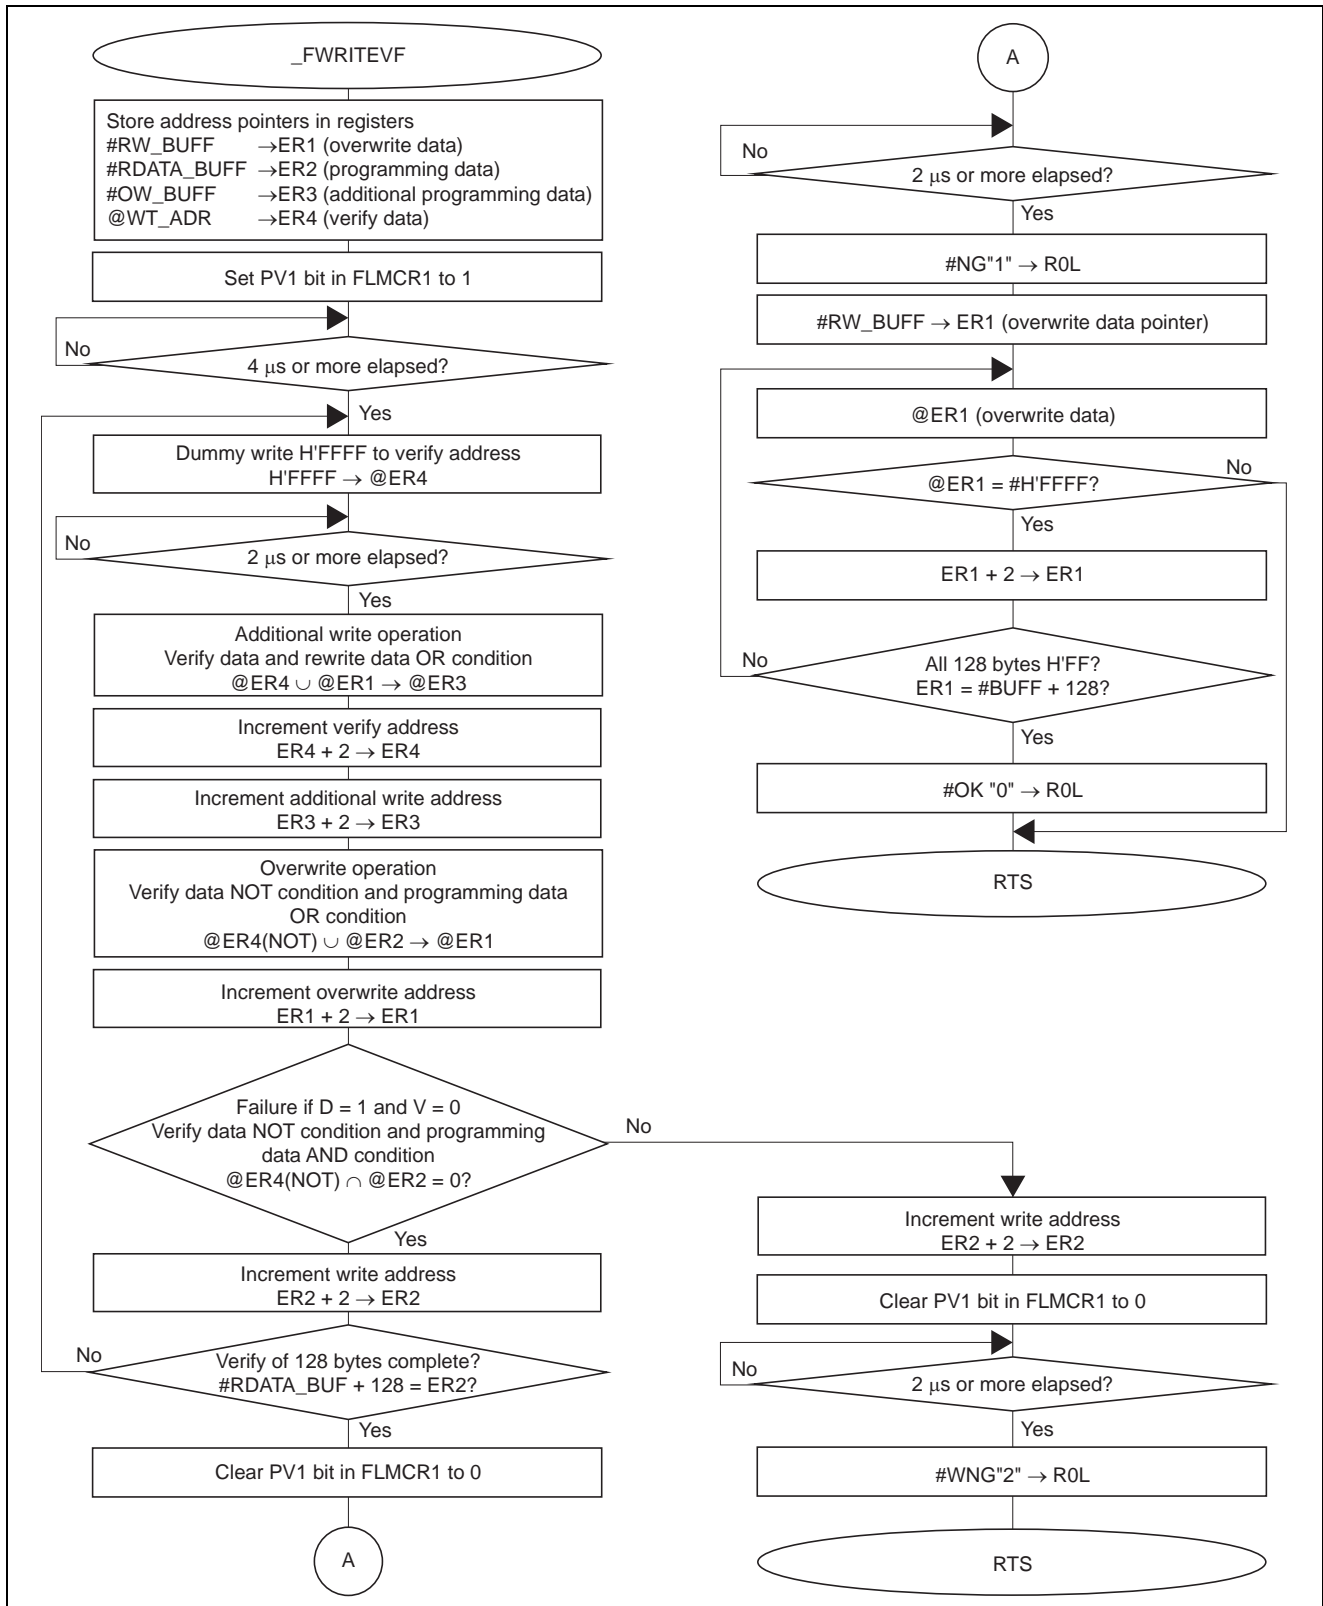 _FWRITEVF
Store address pointers in registers
#RW_BUFF →ER1 (overwrite data)
#RDATA_BUFF →ER2 (programming data)
#OW_BUFF →ER3 (additional programming data)
@WT_ADR →ER4 (verify data)
Set PV1 bit in FLMCR1 to 1
No
4 μs or more elapsed?
Yes
Dummy write H'FFFF to verify address
H'FFFF → @ER4
No
2 μs or more elapsed?
Yes
Additional write operation
Verify data and rewrite data OR condition
@ER4 ∪ @ER1 → @ER3
Increment verify address
ER4 + 2 → ER4
Increment additional write address
ER3 + 2 → ER3
Overwrite operation
Verify data NOT condition and programming data
OR condition
@ER4(NOT) ∪ @ER2 → @ER1
Increment overwrite address
ER1 + 2 → ER1
Failure if D = 1 and V = 0
Verify data NOT condition and programming
data AND condition
@ER4(NOT) ∩ @ER2 = 0?
No
Yes
Increment write address
ER2 + 2 → ER2
No
Verify of 128 bytes complete?
#RDATA_BUF + 128 = ER2?
Yes
Clear PV1 bit in FLMCR1 to 0
A
A
No
2 μs or more elapsed?
Yes
#NG"1" → R0L
#RW_BUFF → ER1 (overwrite data pointer)
@ER1 (overwrite data)
No
@ER1 = #H'FFFF?
Yes
ER1 + 2 → ER1
No
All 128 bytes H'FF?
ER1 = #BUFF + 128?
Yes
#OK "0" → R0L
RTS
Increment write address
ER2 + 2 → ER2
Clear PV1 bit in FLMCR1 to 0
No
2 μs or more elapsed?
Yes
#WNG"2" → R0L
RTS